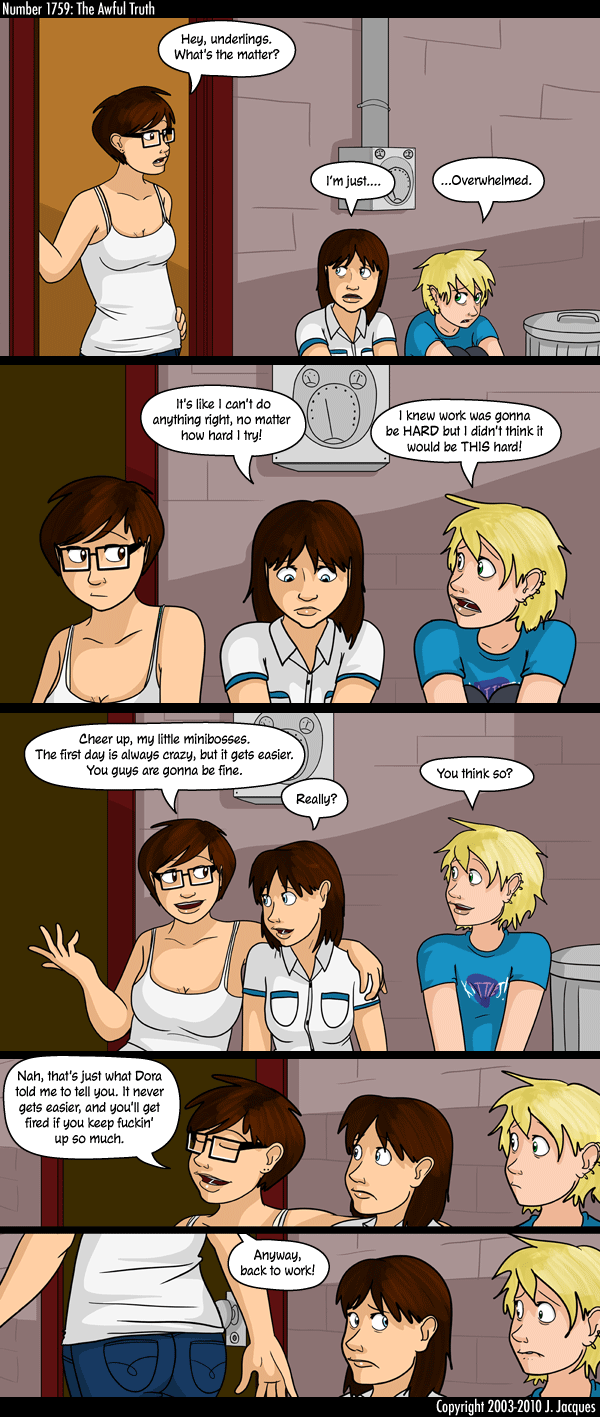 Number 1759: The Awful Truth
Hey, underlings.
What's the matter?
I'm just....
...Overwhelmed.
It's like I can't do
anything right, no matter
how hard I try!
I knew work was gonna
be HARD but I didn't think it
would be THIS hard!
Cheer up, my little minibosses.
The first day is always crazy, but it gets easier.
You guys are gonna be fine.
Really?
You think so?
Nah, that's just what Dora
told me to tell you. It never
gets easier, and you'll get
fired if you keep fuckin'
up so much.
Anyway,
back to work!
Copyright 2003-2010 J. Jacques